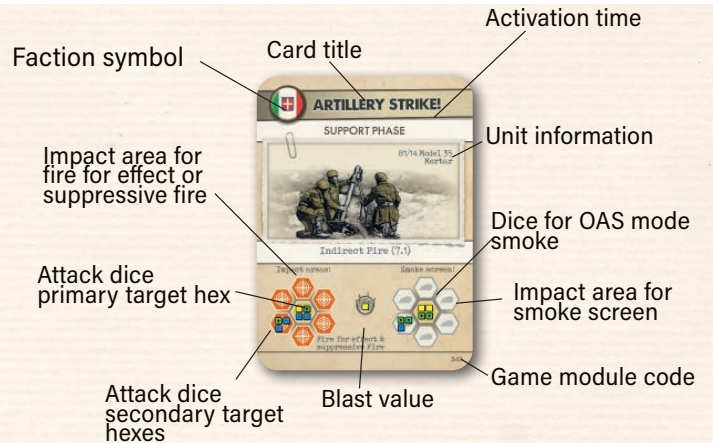 Activation time
Card title
Faction symbol
ARTILLERY STRIKE!
SUPPORT PHASE
81/14 Model 35
Mortar
Unit information
Impact area for
fire for effect or
suppressive fire
Dice for OAS mode
smoke
Indirect Fire (7.1)
Impact areas:
Smoke screen:
Attack dice
primary target hex
Impact area for
smoke screen
Fire for effect &
suppressive Fire
Game module code
Attack dice
secondary target
hexes
Blast value